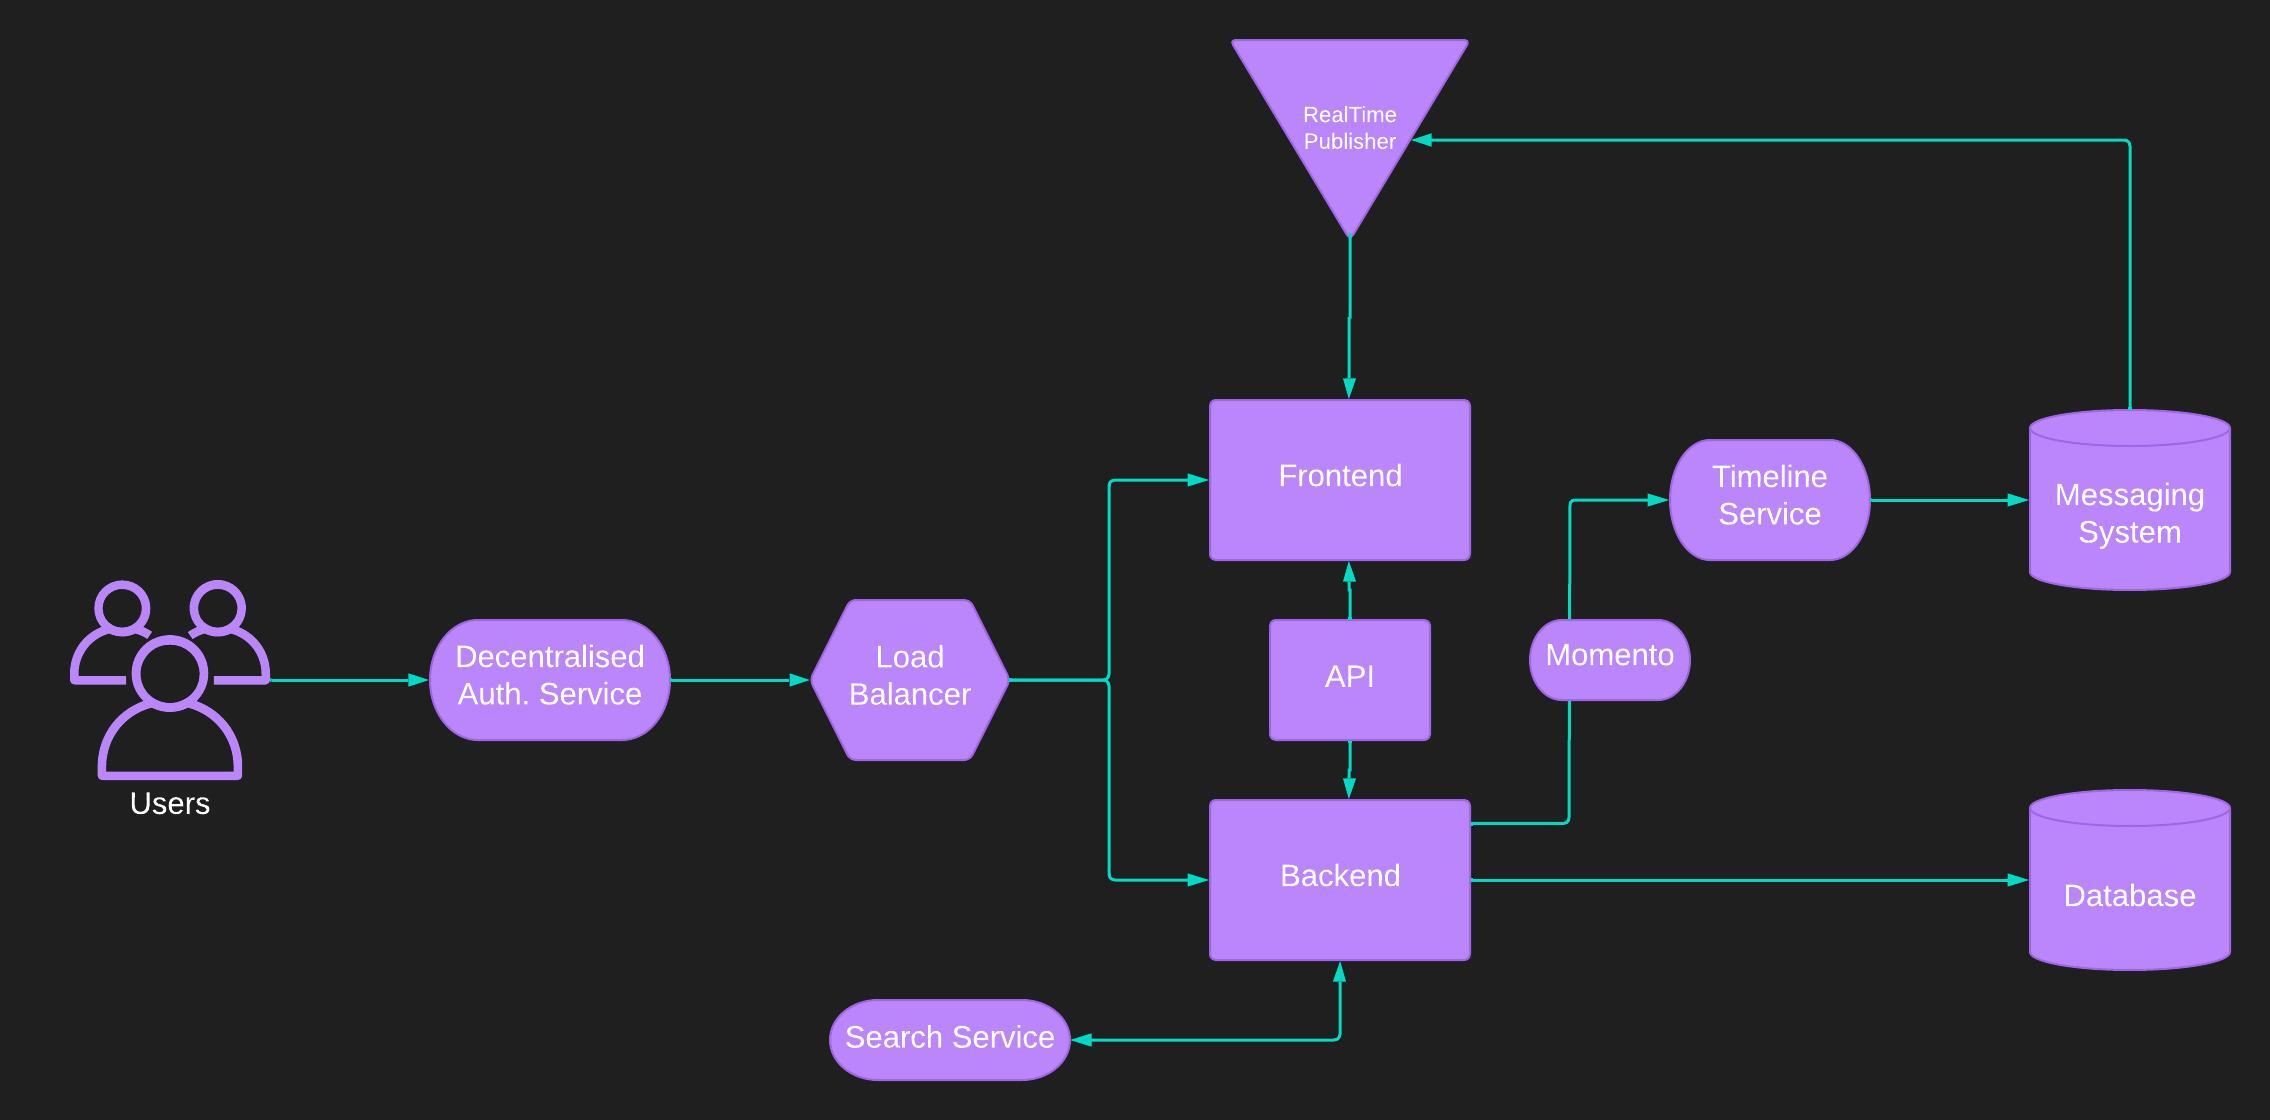 RealTime
Publisher
Frontend
Timeline
Service
Messaging
System
Decentralised
Auth. Service
Load
Balancer
API
Momento
Users
Backend
Database
Search Service